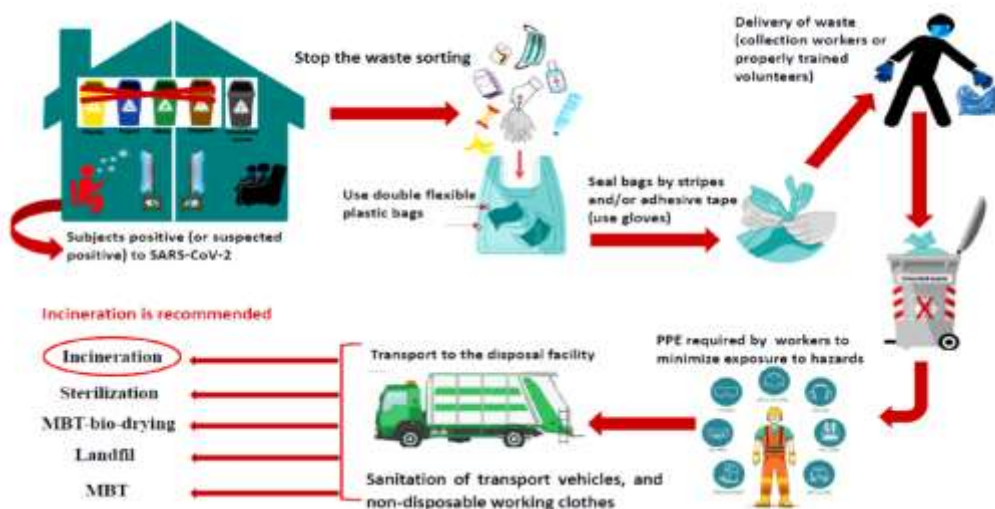 Stop the waste sorting
Delivery of waste
(collection workers or
properly trained
volunteers)
Use double flexible
plastic bags
Seal bags by stripes
and/or adhesive tape
(use gloves)
Subjects positive (or suspected
positive) to SARS-CoV-2
Incineration is recommended
Incineration
Sterilization
MBT-bio-drying
Landfil
MBT
Transport to the disposal facility
Sanitation of transport vehicles, and
non-disposable working clothes
PPE required by workers to
minimize exposure to hazards